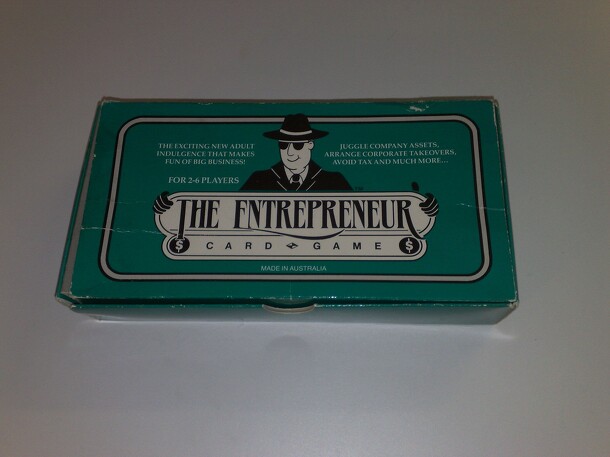 THE EXCITING NEW ADULT
INDULGENCE THAT MAKES
FUN OF BIG BUSINESS!
FOR 2-6 PLAYERS
JUGGLE COMPANY ASSETS,
ARRANGE CORPORATE TAKEOVERS,
AVOID TAX AND MUCH MORE...
THE ENTREPRENEUR
$ CARD GAME $
MADE IN AUSTRALIA